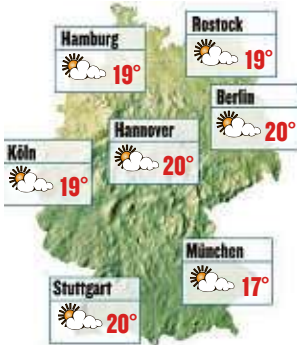 Hamburg
19°
Rostock
19°
Berlin
20°
Hannover
20°
Köln
19°
München
17°
Stuttgart
20°